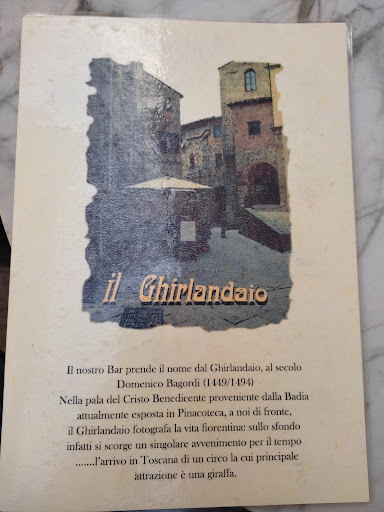 il Ghirlandaio
Il nostro Bar prende il nome dal Ghirlandaio, al secolo
Domenico Bagordi (1449/1494)
Nella pala del Cristo Benedicente proveniente dalla Badia
attualmente esposta in Pinacoteca, a noi di fronte,
il Ghirlandaio fotografa la vita fiorentina: sullo sfondo
infatti si scorge un singolare avvenimento per il tempo
.......l'arrivo in Toscana di un circo la cui principale
attrazione è una giraffa.